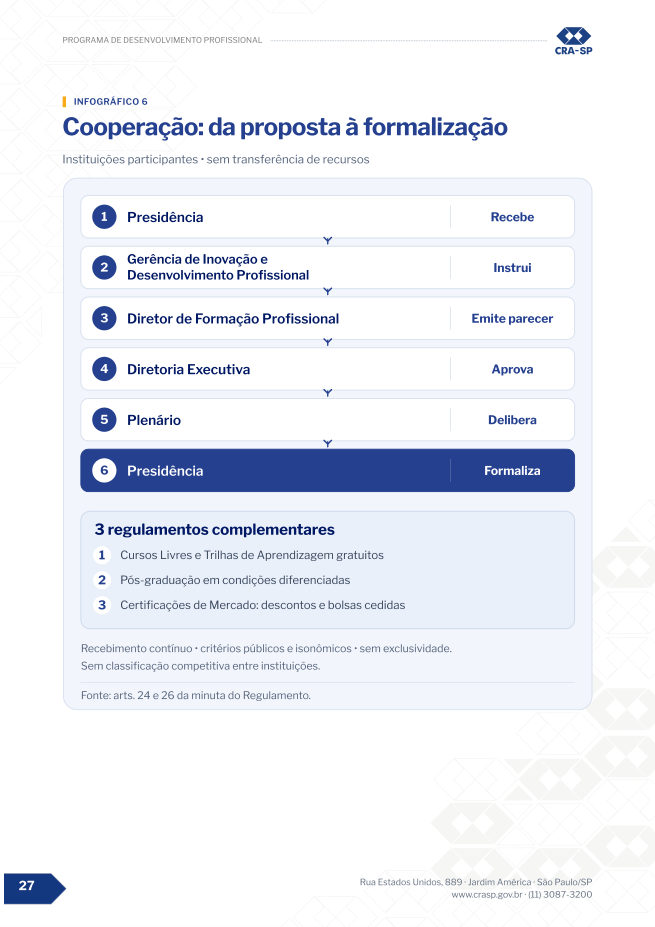 PROGRAMA DE DESENVOLVIMENTO PROFISSIONAL
CRA-SP
INFOGRÁFICO 6
Cooperação: da proposta à formalização
Instituições participantes • sem transferência de recursos
1 Presidência Recebe
2 Gerência de Inovação e
Desenvolvimento Profissional Instrui
3 Diretor de Formação Profissional Emite parecer
4 Diretoria Executiva Aprova
5 Plenário Delibera
6 Presidência Formaliza
3 regulamentos complementares
1 Cursos Livres e Trilhas de Aprendizagem gratuitos
2 Pós-graduação em condições diferenciadas
3 Certificações de Mercado: descontos e bolsas cedidas
Recebimento contínuo • critérios públicos e isonômicos • sem exclusividade.
Sem classificação competitiva entre instituições.
Fonte: arts. 24 e 26 da minuta do Regulamento.
27
Rua Estados Unidos, 889 · Jardim América · São Paulo/SP
www.crasp.gov.br · (11) 3087-3200